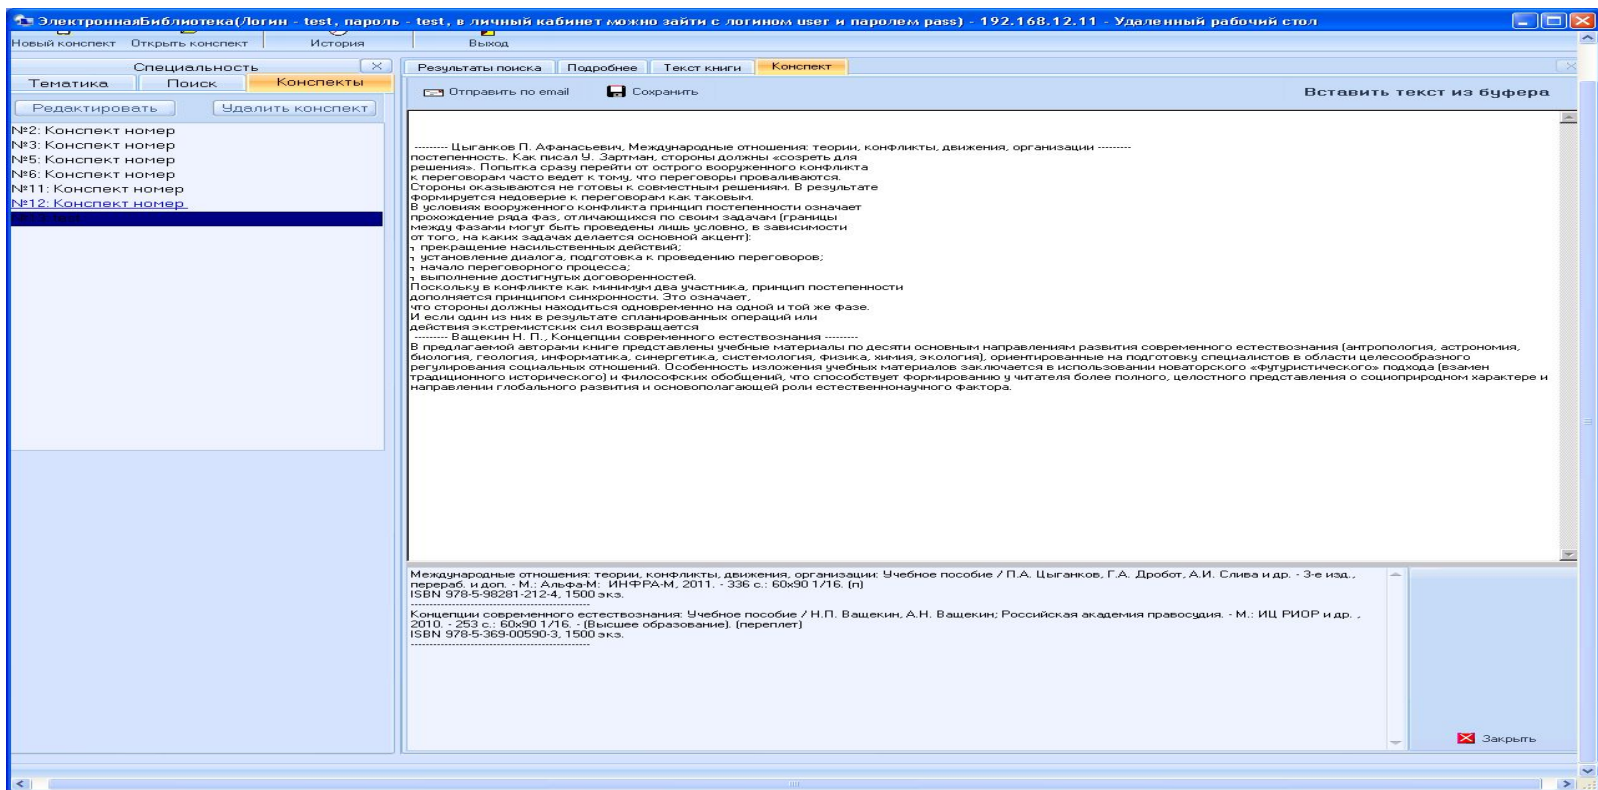 ЭлектроннаяБиблиотека(Логин - test, пароль - test, в личный кабинет можно зайти с логином user и паролем pass) - 192.168.12.11 - Удаленный рабочий стол
Новый конспект Открыть конспект История Выход
Специальность
Тематика Поиск Конспекты
Редактировать Удалить конспект
№2: Конспект номер
№3: Конспект номер
№5: Конспект номер
№6: Конспект номер
№11: Конспект номер
№12: Конспект номер
Результаты поиска Подробнее Текст книги Конспект
Отправить по email Сохранить Вставить текст из буфера
-------- Цыганков П. Афанасьевич, Международные отношения: теории, конфликты, движения, организации --------
постепенность. Как писал У. Зартман, стороны должны «созреть для
решения». Попытка сразу перейти от острого вооруженного конфликта
к переговорам часто ведет к тому, что переговоры проваливаются.
Стороны оказываются не готовы к совместным решениям. В результате
формируется недоверие к переговорам как таковым.
В условиях вооруженного конфликта принцип постепенности означает
прохождение ряда фаз, отличающихся по своим задачам (границы
между фазами могут быть проведены лишь условно, в зависимости
от того, на каких задачах делается основной акцент):
┐ прекращение насильственных действий;
┐ установление диалога, подготовка к проведению переговоров;
┐ начало переговорного процесса;
┐ выполнение достигнутых договоренностей.
Поскольку в конфликте как минимум два участника, принцип постепенности
дополняется принципом синхронности. Это означает,
что стороны должны находиться одновременно на одной и той же фазе.
И если один из них в результате спланированных операций или
действия экстремистских сил возвращается
-------- Ващекин Н. П., Концепции современного естествознания --------
В предлагаемой авторами книге представлены учебные материалы по десяти основным направлениям развития современного естествознания (антропология, астрономия,
биология, геология, информатика, синергетика, системология, физика, химия, экология), ориентированные на подготовку специалистов в области целесообразного
регулирования социальных отношений. Особенность изложения учебных материалов заключается в использовании новаторского «футуристического» подхода (взамен
традиционного исторического) и философских обобщений, что способствует формированию у читателя более полного, целостного представления о социоприродном характере и
направлении глобального развития и основополагающей роли естественнонаучного фактора.
Международные отношения: теории, конфликты, движения, организации: Учебное пособие / П.А. Цыганков, Г.А. Дробот, А.И. Слива и др. - 3-е изд.,
перераб. и доп. - М.: Альфа-М: ИНФРА-М, 2011. - 336 с.: 60x90 1/16. (п)
ISBN 978-5-98281-212-4, 1500 экз.
---------------------------------------------
Концепции современного естествознания: Учебное пособие / Н.П. Ващекин, А.Н. Ващекин; Российская академия правосудия. - М.: ИЦ РИОР и др. ,
2010. - 253 с.: 60x90 1/16. - (Высшее образование). (переплет)
ISBN 978-5-369-00590-3, 1500 экз.
---------------------------------------------
Закрыть